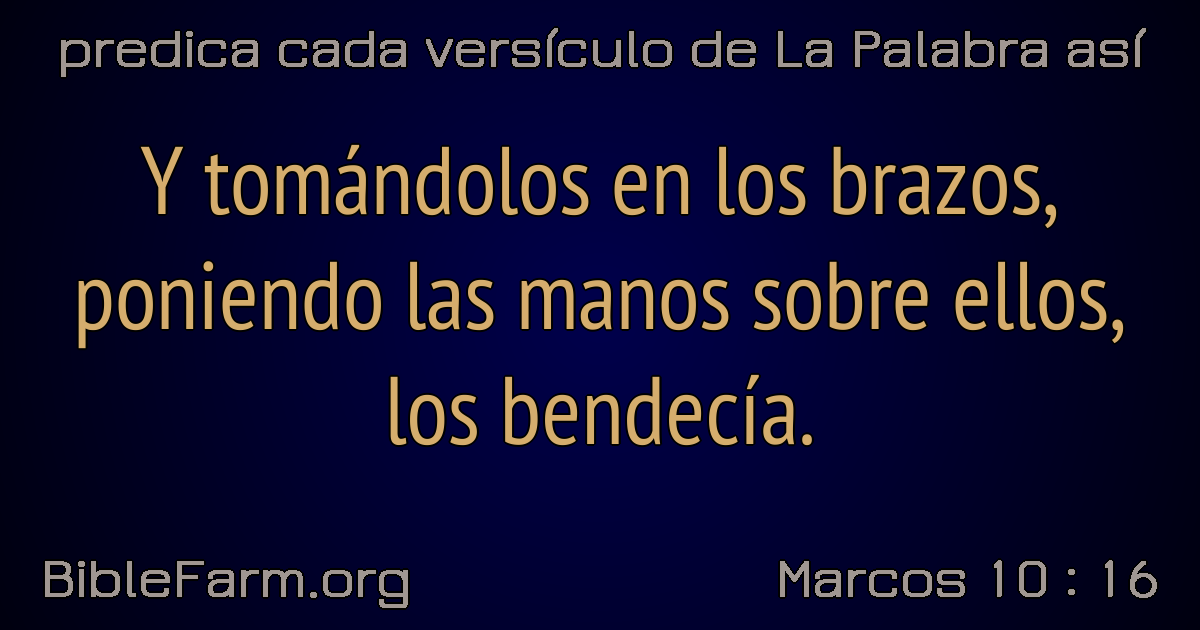 predica cada versículo de La Palabra así
Y tomándolos en los brazos,
poniendo las manos sobre ellos,
los bendecía.
BibleFarm.org
Marcos 10 : 16